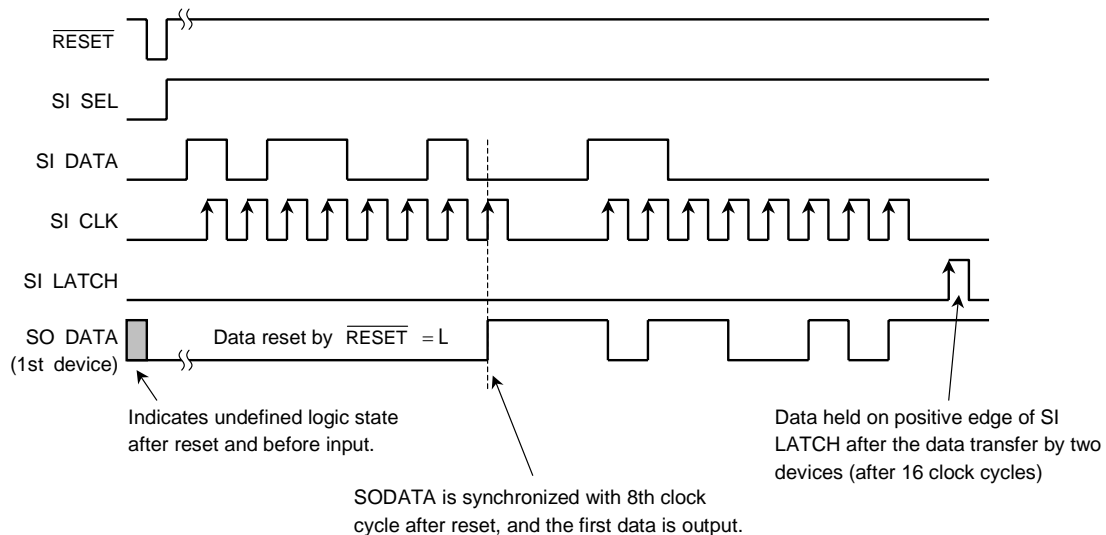 RESET
SI SEL
SI DATA
SI CLK
SI LATCH
SO DATA
(1st device)
Data reset by RESET = L
Indicates undefined logic state
after reset and before input.
Data held on positive edge of SI
LATCH after the data transfer by two
devices (after 16 clock cycles)
SODATA is synchronized with 8th clock
cycle after reset, and the first data is output.